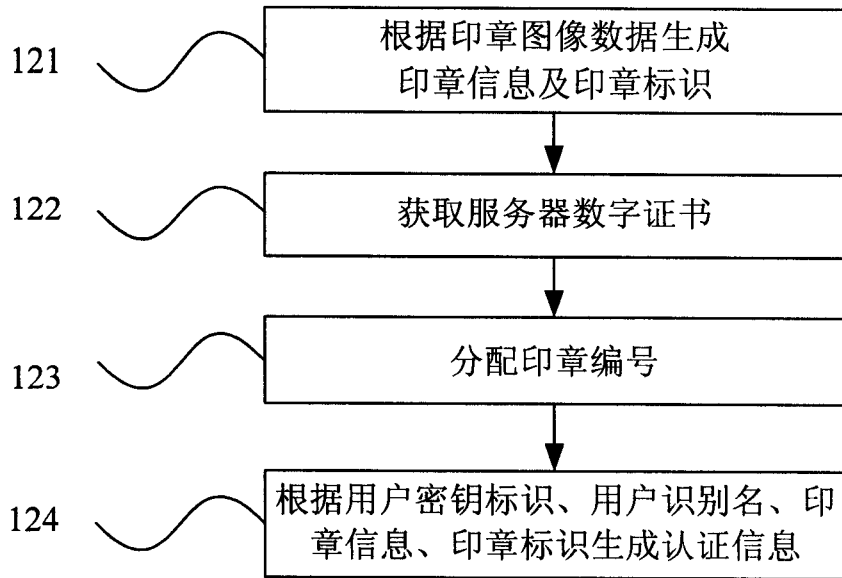 121
根据印章图像数据生成
印章信息及印章标识
122
获取服务器数字证书
123
分配印章编号
124
根据用户密钥标识、用户识别名、印
章信息、印章标识生成认证信息